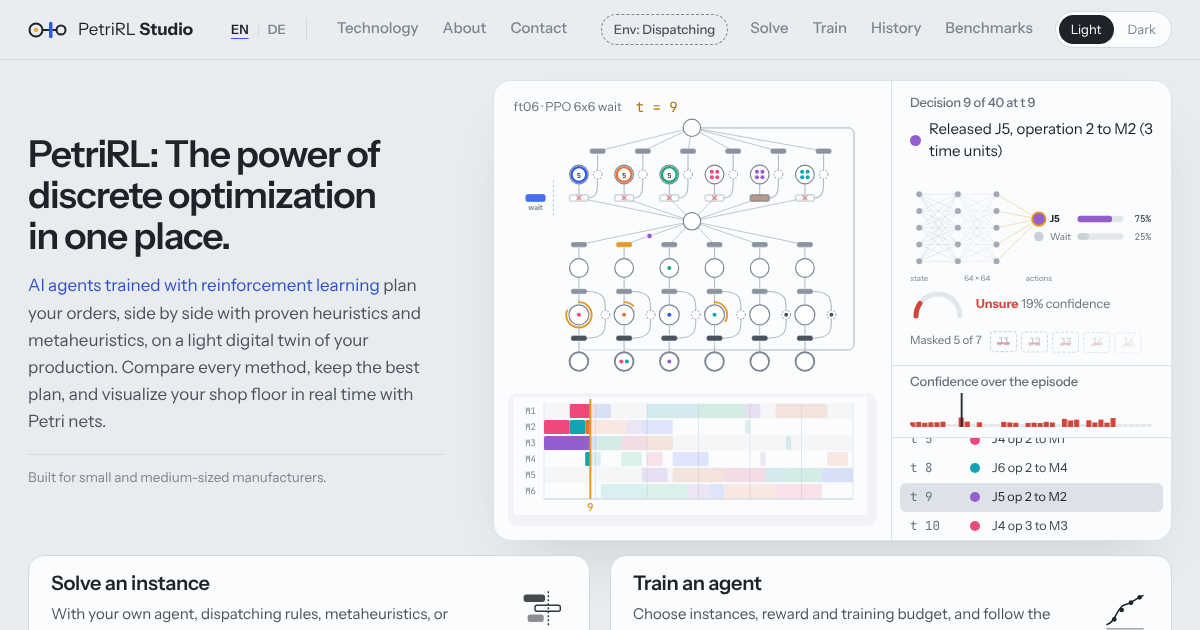 PetriRL Studio
EN DE
Technology About Contact
Env: Dispatching
Solve Train History Benchmarks
Light Dark
PetriRL: The power of
discrete optimization
in one place.
AI agents trained with reinforcement learning plan
your orders, side by side with proven heuristics and
metaheuristics, on a light digital twin of your
production. Compare every method, keep the best
plan, and visualize your shop floor in real time with
Petri nets.
Built for small and medium-sized manufacturers.
ft06 · PPO 6x6 wait t = 9
5 5 5
wait
M1
M2
M3
M4
M5
M6
9
Decision 9 of 40 at t 9
Released J5, operation 2 to M2 (3
time units)
J5 75%
Wait 25%
state 64 × 64 actions
Unsure 19% confidence
Masked 5 of 7 J1 J2 J3 J4 J6
Confidence over the episode
t 5 J4 op 2 to M1
t 8 J6 op 2 to M4
t 9 J5 op 2 to M2
t 10 J4 op 3 to M3
Solve an instance
With your own agent, dispatching rules, metaheuristics, or
Train an agent
Choose instances, reward and training budget, and follow the